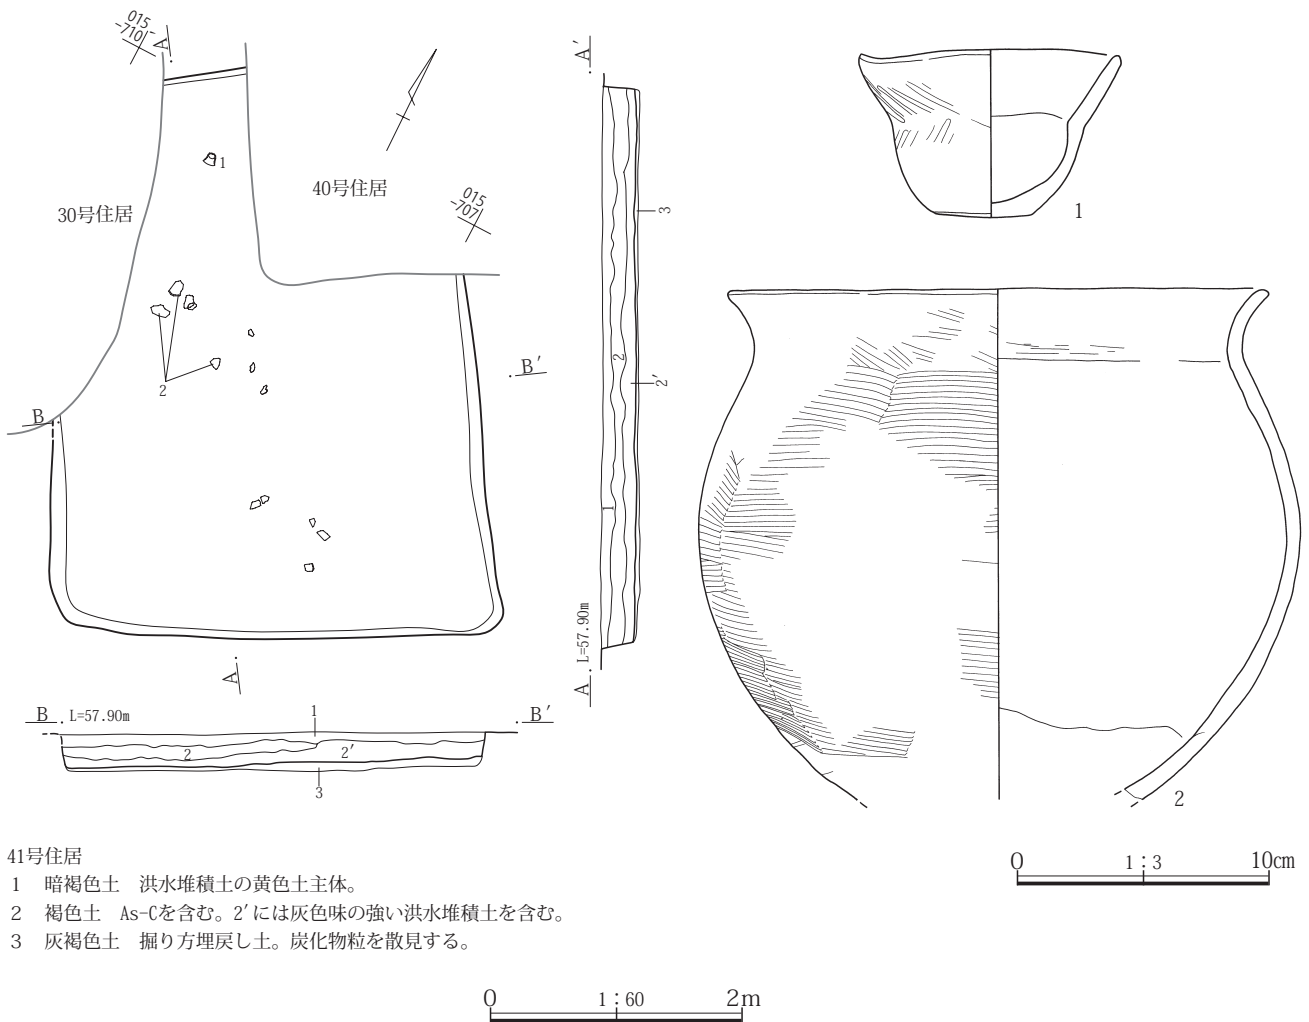 015
-710
A
A′
1
40号住居
30号住居
015
-707
3
2
2′
B′
2
B
1
L=57.90m
A
A
B
L=57.90m
1
B′
2
2′
3
1
2
41号住居
1　暗褐色土　洪水堆積土の黄色土主体。
2　褐色土　As-Cを含む。2′には灰色味の強い洪水堆積土を含む。
3　灰褐色土　掘り方埋戻し土。炭化物粒を散見する。
0　1：3　10cm
0　1：60　2m